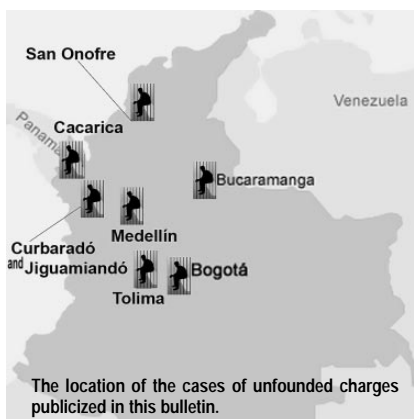 San Onofre
Venezuela
Panama
Cacarica
Bucaramanga
Medellín
Curbaradó
and Jiguamiandó
Bogotá
Tolima
The location of the cases of unfounded charges
publicized in this bulletin.